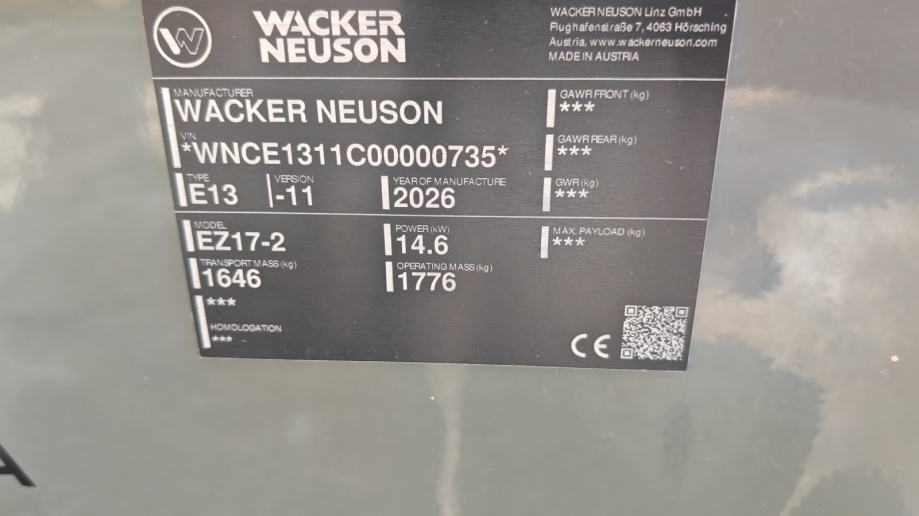 WACKER
NEUSON
WACKER NEUSON Linz GmbH
Flughafenstraße 7, 4063 Hörsching
Austria, www.wackerneuson.com
MADE IN AUSTRIA
MANUFACTURER
WACKER NEUSON
VIN
*WNCE1311C00000735*
TYPE
E13
VERSION
-11
YEAR OF MANUFACTURE
2026
GAWR FRONT (kg)
***
GAWR REAR (kg)
***
GWR (kg)
***
MODEL
EZ17-2
POWER (kW)
14.6
MAX. PAYLOAD (kg)
***
TRANSPORT MASS (kg)
1646
OPERATING MASS (kg)
1776
***
HOMOLOGATION
***
CE
A